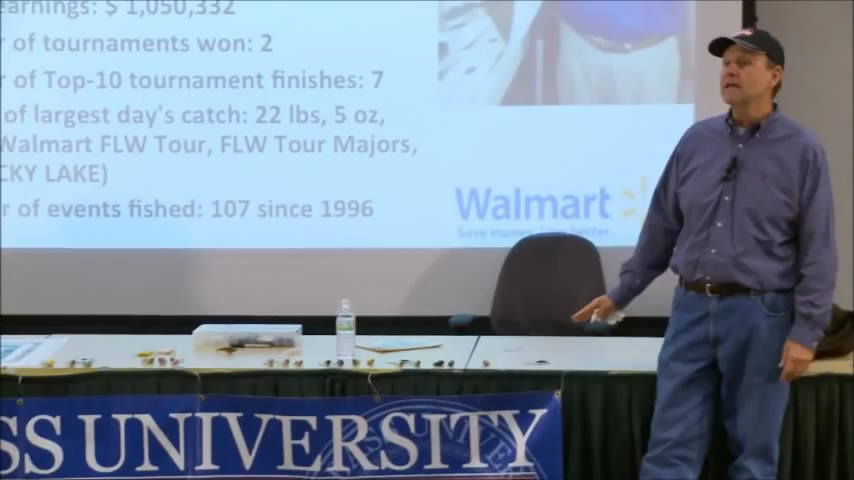 earnings: $ 1,050,332
r of tournaments won: 2
r of Top-10 tournament finishes: 7
of largest day's catch: 22 lbs, 5 oz,
Walmart FLW Tour, FLW Tour Majors,
CKY LAKE)
r of events fished: 107 since 1996
Walmart
Save money.
better.
SS UNIVERSITY